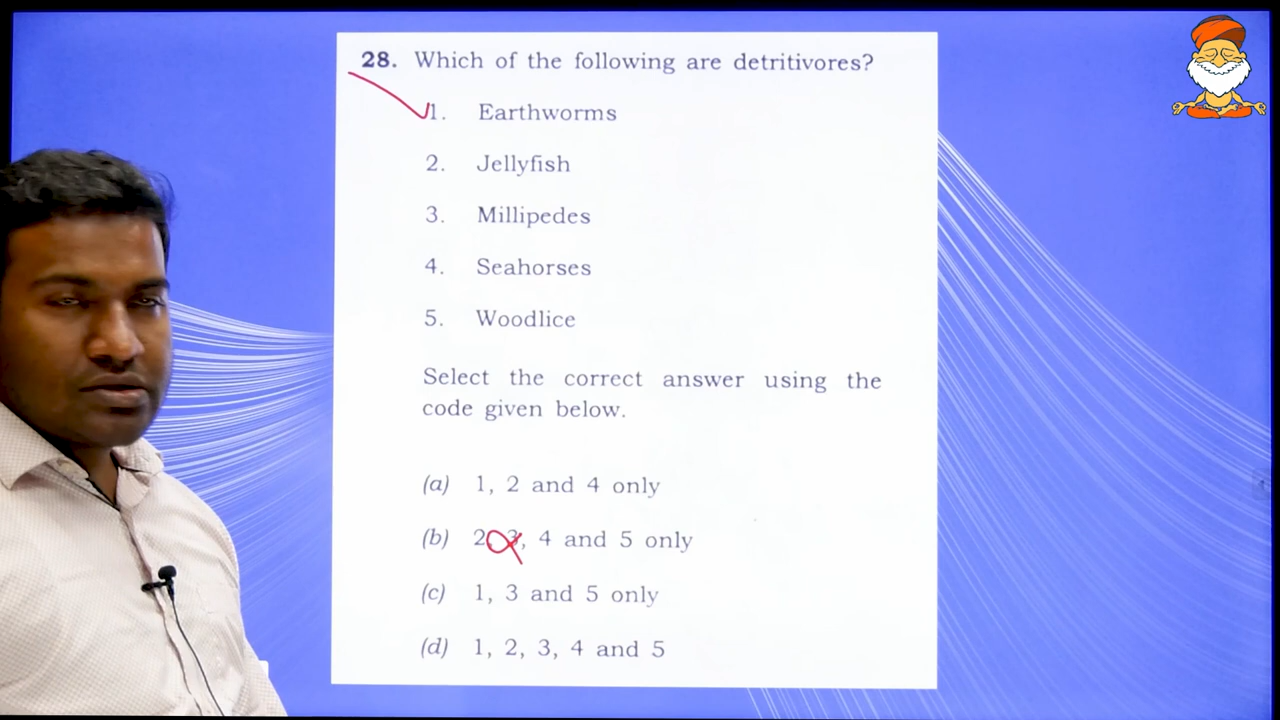 28. Which of the following are detritivores?
1. Earthworms
2. Jellyfish
3. Millipedes
4. Seahorses
5. Woodlice
Select the correct answer using the
code given below.
(a) 1, 2 and 4 only
(b) 2, 3, 4 and 5 only
(c) 1, 3 and 5 only
(d) 1, 2, 3, 4 and 5